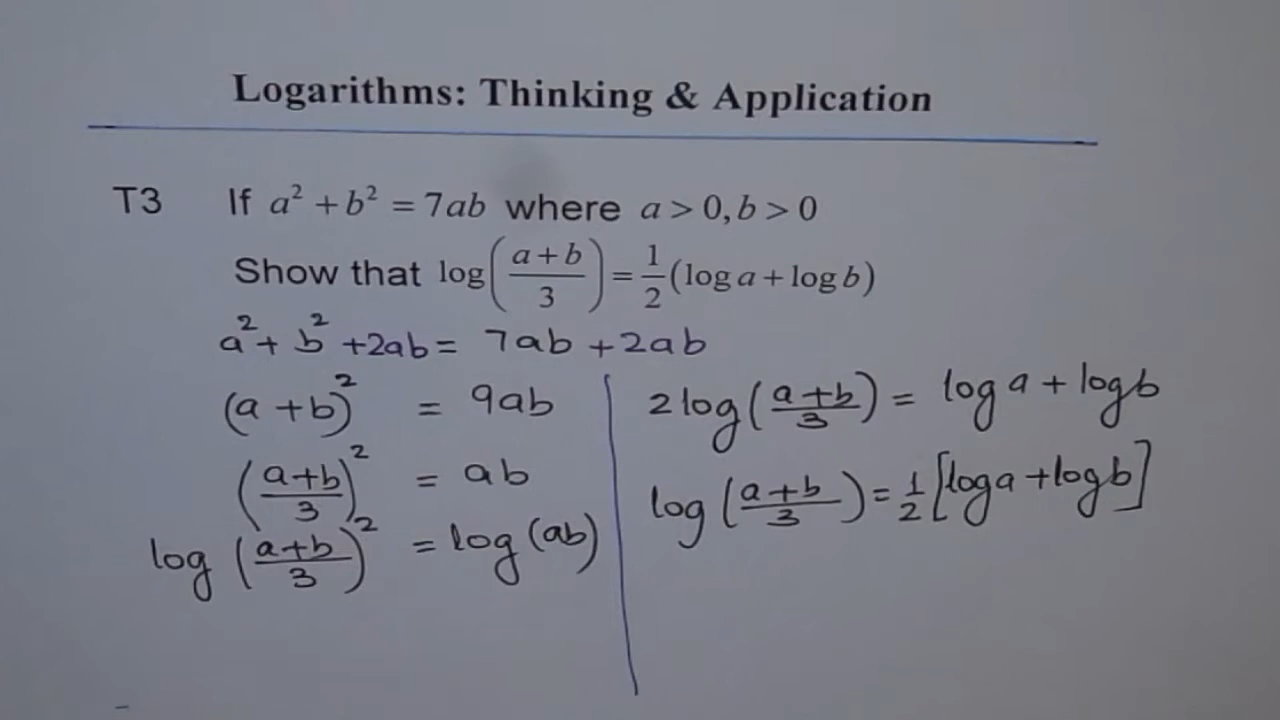 Logarithms: Thinking & Application
T3 If a² + b² = 7ab where a > 0, b > 0
Show that log((a+b)/3) = 1/2 (log a + log b)
a² + b² + 2ab = 7ab + 2ab
(a + b)² = 9ab
((a+b)/3)² = ab
log ((a+b)/3)² = log (ab)
2 log ((a+b)/3) = log a + log b
log ((a+b)/3) = 1/2 [log a + log b]